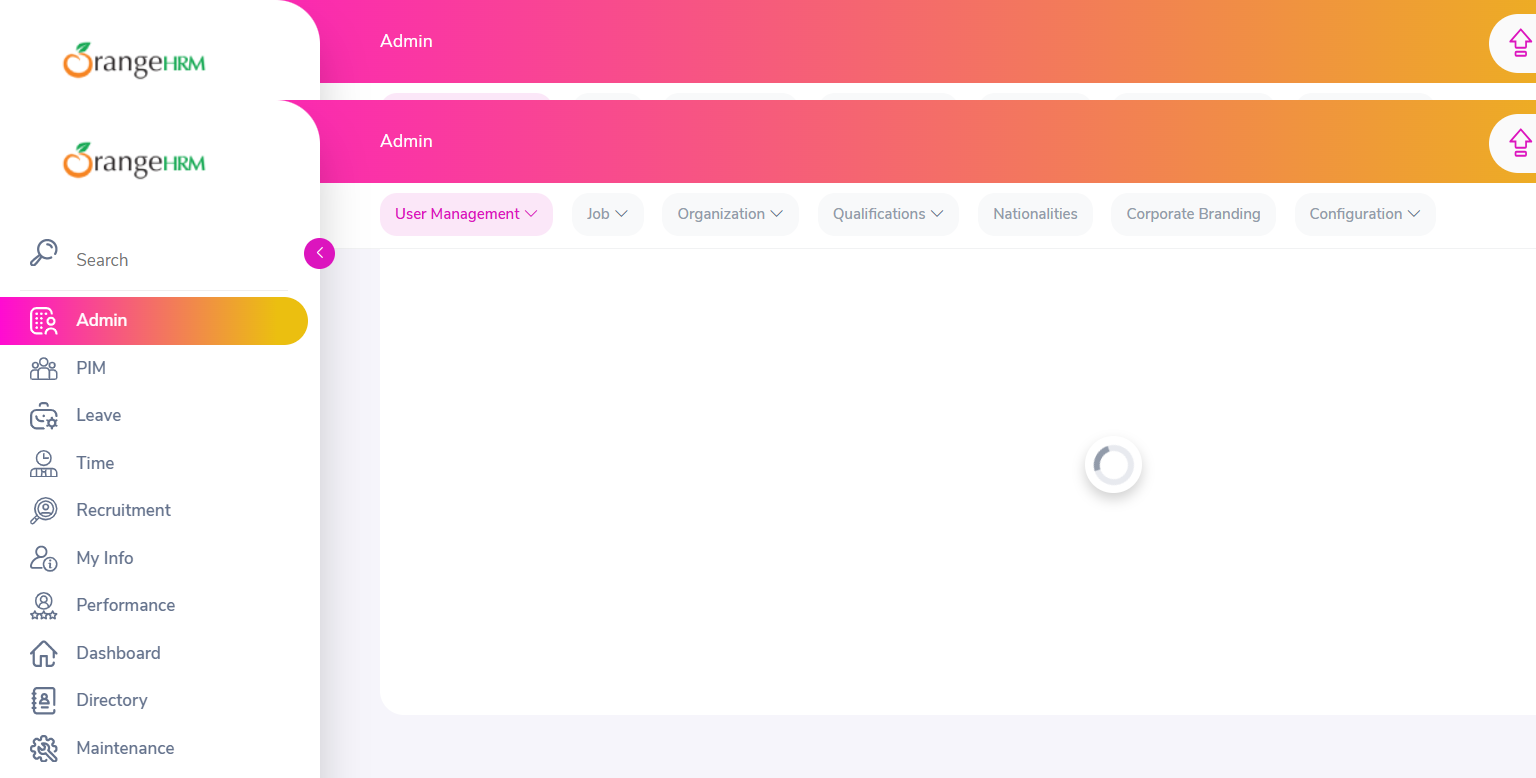 OrangeHRM
Admin
OrangeHRM
Admin
User Management
Job
Organization
Qualifications
Nationalities
Corporate Branding
Configuration
Search
Admin
PIM
Leave
Time
Recruitment
My Info
Performance
Dashboard
Directory
Maintenance